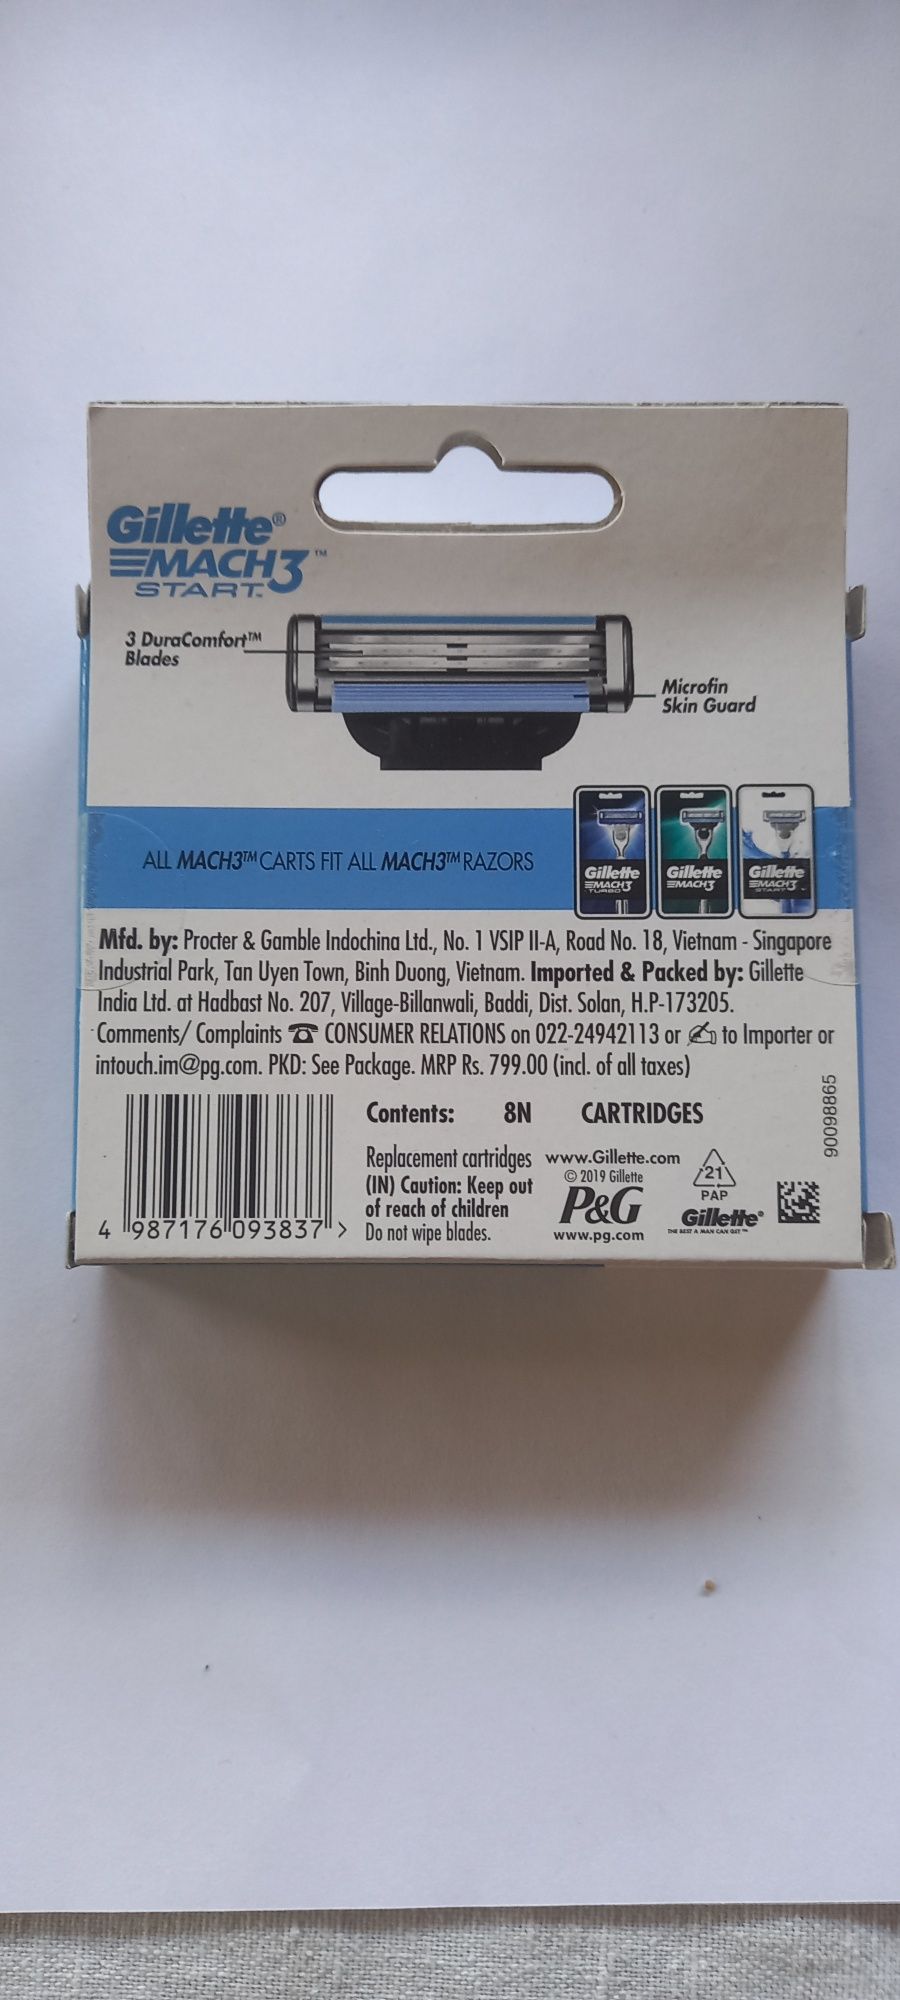 Gillette®
MACH3™
START™
3 DuraComfort™
Blades
Microfin
Skin Guard
ALL MACH3™ CARTS FIT ALL MACH3™ RAZORS
Gillette
MACH3
TURBO
Gillette
MACH3
Gillette
MACH3
START
Mfd. by: Procter & Gamble Indochina Ltd., No. 1 VSIP II-A, Road No. 18, Vietnam - Singapore
Industrial Park, Tan Uyen Town, Binh Duong, Vietnam. Imported & Packed by: Gillette
India Ltd. at Hadbast No. 207, Village-Billanwali, Baddi, Dist. Solan, H.P-173205.
Comments/ Complaints ☎ CONSUMER RELATIONS on 022-24942113 or ✍ to Importer or
intouch.im@pg.com. PKD: See Package. MRP Rs. 799.00 (incl. of all taxes)
90098865
Contents: 8N CARTRIDGES
Replacement cartridges
(IN) Caution: Keep out
of reach of children
Do not wipe blades.
www.Gillette.com
© 2019 Gillette
P&G
www.pg.com
21
PAP
Gillette®
THE BEST A MAN CAN GET™
4 987176 093837 >